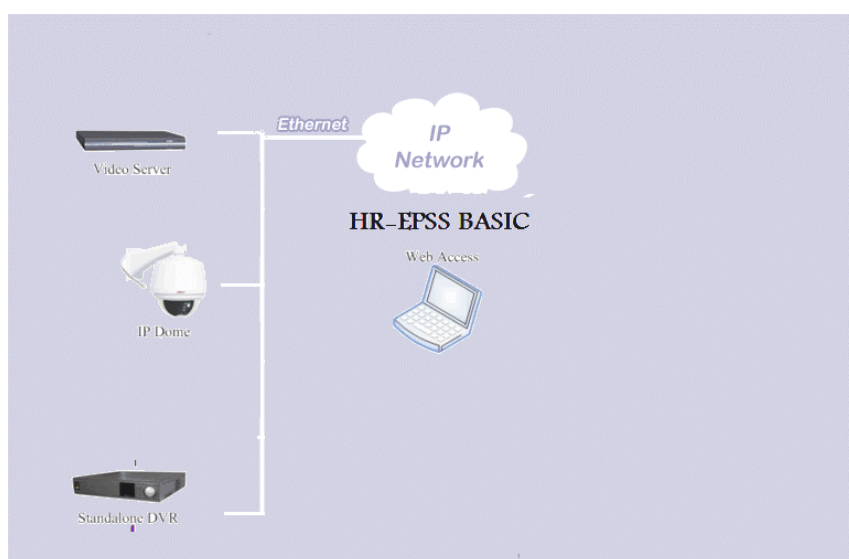 Ethernet
IP
Network
Video Server
HR-EPSS BASIC
Web Access
IP Dome
Standalone DVR